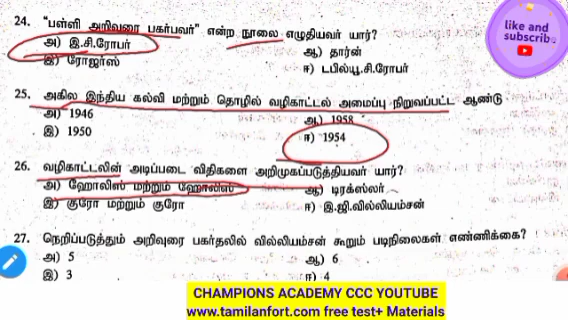 24. "பள்ளி அறிவுரை பகர்பவர்" என்ற நூலை எழுதியவர் யார்?
அ) இ.சி.ரோபர்
ஆ) தார்ன்
இ) ரோஜர்ஸ்
ஈ) டபில்யூ.சி.ரோபர்
25. அகில இந்திய கல்வி மற்றும் தொழில் வழிகாட்டல் அமைப்பு நிறுவப்பட்ட ஆண்டு
அ) 1946
ஆ) 1958
இ) 1950
ஈ) 1954
26. வழிகாட்டலின் அடிப்படை விதிகளை அறிமுகப்படுத்தியவர் யார்?
அ) ஹோலிஸ் மற்றும் ஹோலிஸ்
ஆ) டிரக்ஸ்லர்
இ) குரோ மற்றும் குரோ
ஈ) இ.ஜி.வில்லியம்சன்
27. நெறிப்படுத்தும் அறிவுரை பகர்தலில் வில்லியம்சன் கூறும் படிநிலைகள் எண்ணிக்கை?
அ) 5
ஆ) 6
இ) 3
ஈ) 4
like and
subscribe
CHAMPIONS ACADEMY CCC YOUTUBE
www.tamilanfort.com free test+ Materials